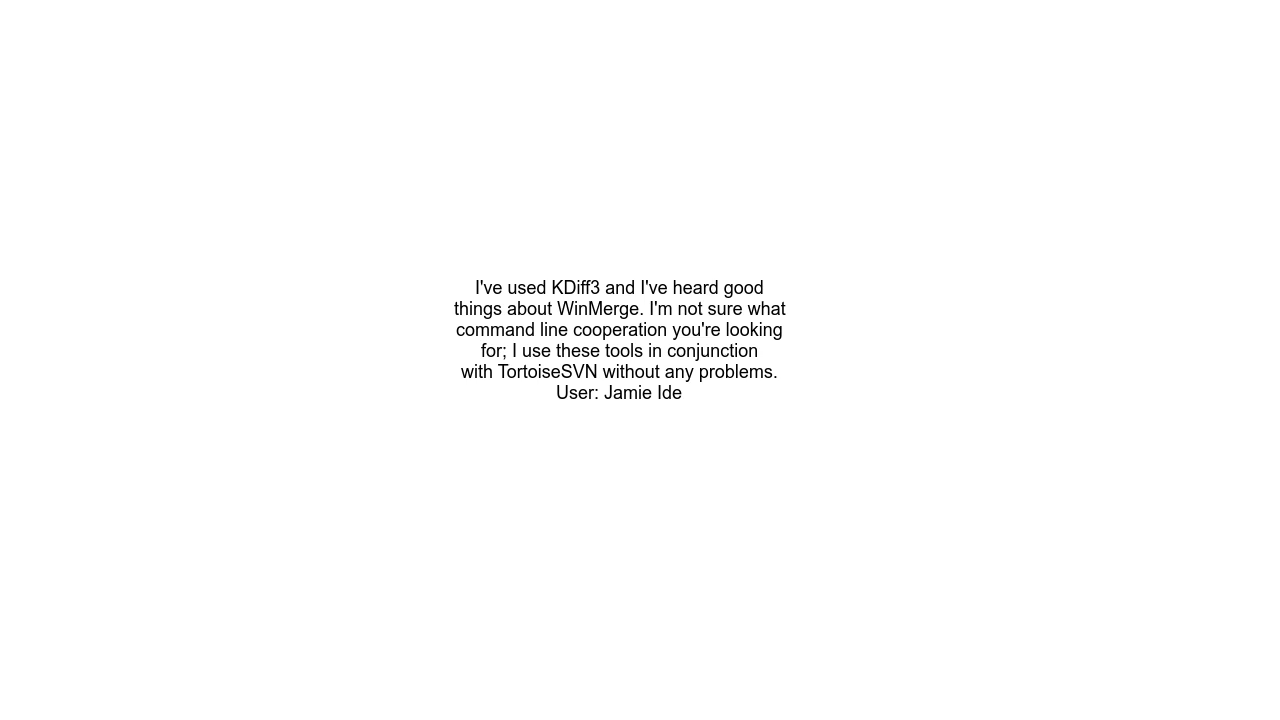 I've used KDiff3 and I've heard good
things about WinMerge. I'm not sure what
command line cooperation you're looking
for; I use these tools in conjunction
with TortoiseSVN without any problems.
User: Jamie Ide